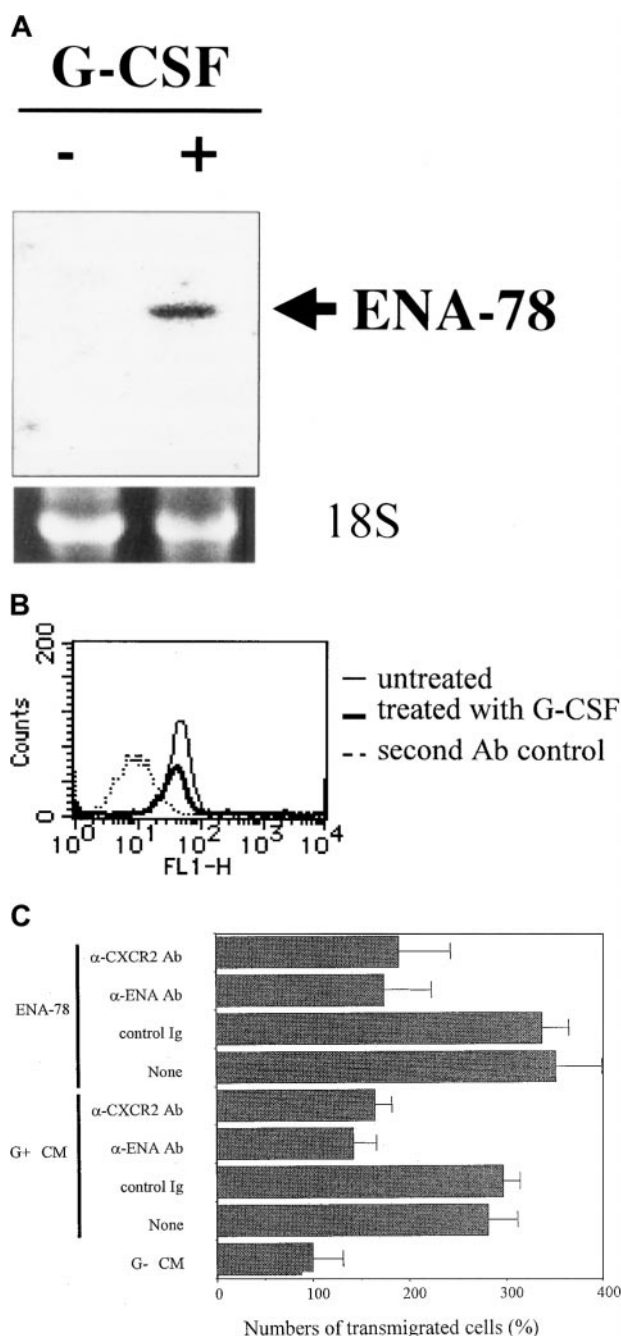 A
G-CSF
- +
ENA-78
18S
B
200
Counts
0
10^0 10^1 10^2 10^3 10^4
FL1-H
untreated
treated with G-CSF
second Ab control
C
ENA-78
α-CXCR2 Ab
α-ENA Ab
control Ig
None
G+ CM
α-CXCR2 Ab
α-ENA Ab
control Ig
None
G- CM
0 100 200 300 400
Numbers of transmigrated cells (%)